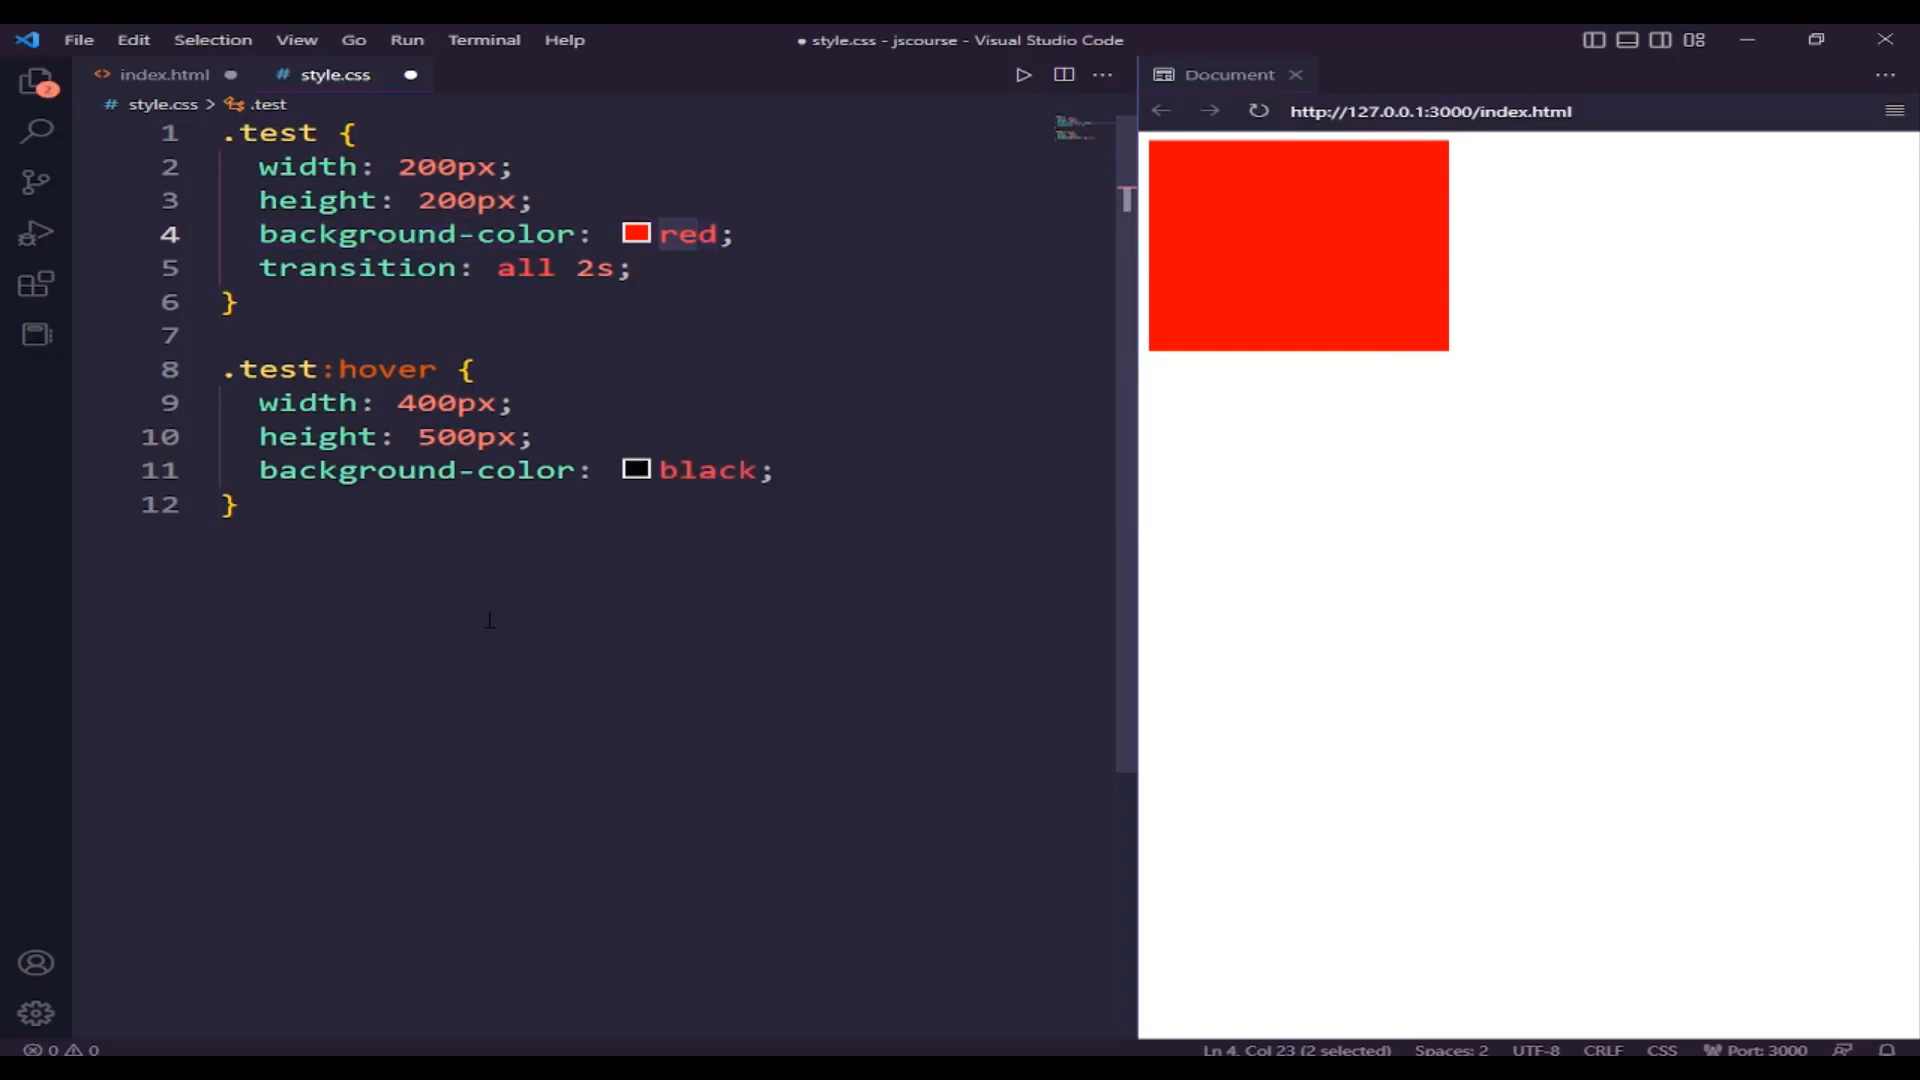 File Edit Selection View Go Run Terminal Help
● style.css - jscourse - Visual Studio Code
<> index.html ●
# style.css ●
# style.css > .test
1 .test {
2 width: 200px;
3 height: 200px;
4 background-color: red;
5 transition: all 2s;
6 }
7
8 .test:hover {
9 width: 400px;
10 height: 500px;
11 background-color: black;
12 }
2
T
Document
http://127.0.0.1:3000/index.html
0 0
Ln 4, Col 23 (2 selected) Spaces: 2 UTF-8 CRLF CSS Port: 3000